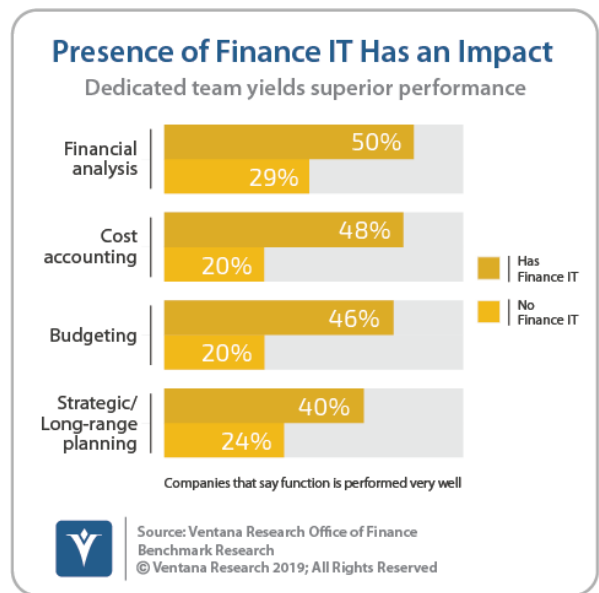 Presence of Finance IT Has an Impact
Dedicated team yields superior performance
Financial
analysis
50%
29%
Cost
accounting
48%
20%
Has
Finance IT
No
Finance IT
Budgeting
46%
20%
Strategic/
Long-range
planning
40%
24%
Companies that say function is performed very well
Source: Ventana Research Office of Finance
Benchmark Research
© Ventana Research 2019; All Rights Reserved